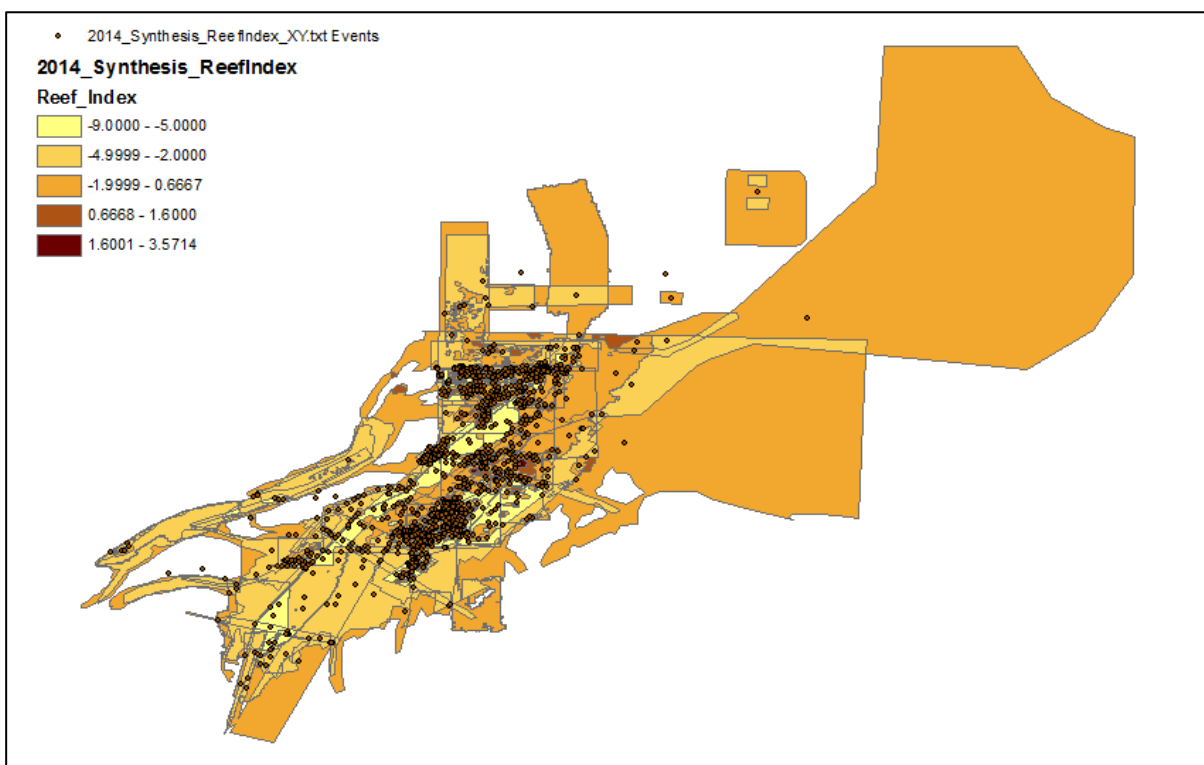 2014_Synthesis_ReefIndex_XY.txt Events
2014_Synthesis_ReefIndex
Reef_Index
-9.0000 - -5.0000
-4.9999 - -2.0000
-1.9999 - 0.6667
0.6668 - 1.6000
1.6001 - 3.5714